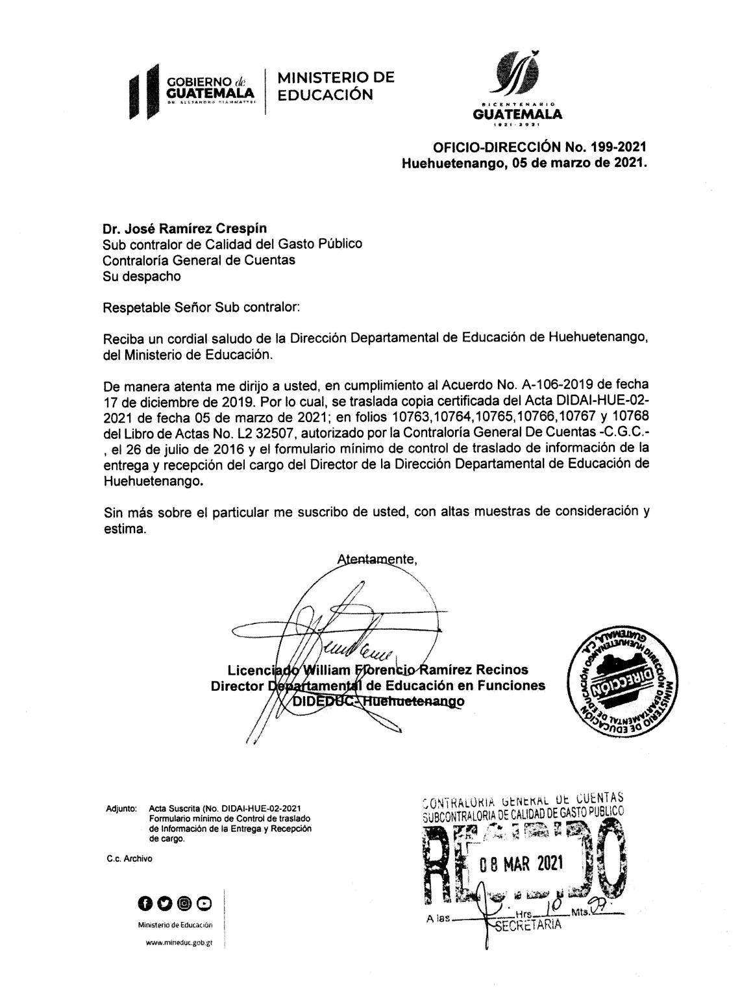 GOBIERNO de
GUATEMALA
DR. ALEJANDRO GIAMMATTEI
MINISTERIO DE
EDUCACIÓN
BICENTENARIO
GUATEMALA
1821-2021
OFICIO-DIRECCIÓN No. 199-2021
Huehuetenango, 05 de marzo de 2021.
Dr. José Ramírez Crespín
Sub contralor de Calidad del Gasto Público
Contraloría General de Cuentas
Su despacho
Respetable Señor Sub contralor:
Reciba un cordial saludo de la Dirección Departamental de Educación de Huehuetenango,
del Ministerio de Educación.
De manera atenta me dirijo a usted, en cumplimiento al Acuerdo No. A-106-2019 de fecha
17 de diciembre de 2019. Por lo cual, se traslada copia certificada del Acta DIDAI-HUE-02-
2021 de fecha 05 de marzo de 2021; en folios 10763,10764,10765,10766,10767 y 10768
del Libro de Actas No. L2 32507, autorizado por la Contraloría General De Cuentas -C.G.C.-
, el 26 de julio de 2016 y el formulario mínimo de control de traslado de información de la
entrega y recepción del cargo del Director de la Dirección Departamental de Educación de
Huehuetenango.
Sin más sobre el particular me suscribo de usted, con altas muestras de consideración y
estima.
Atentamente,
Licenciado William Florencio Ramírez Recinos
Director Departamental de Educación en Funciones
DIDEDUC- Huehuetenango
MINISTERIO DE EDUCACIÓN
GUATEMALA, C.A.
DIRECCIÓN DEPARTAMENTAL DE EDUCACIÓN
HUEHUETENANGO
DIRECCIÓN
Adjunto: Acta Suscrita (No. DIDAI-HUE-02-2021
Formulario mínimo de Control de traslado
de Información de la Entrega y Recepción
de cargo.
C.c. Archivo
CONTRALORIA GENERAL DE CUENTAS
SUBCONTRALORIA DE CALIDAD DE GASTO PUBLICO
RECIBIDO
08 MAR 2021
A las Hrs 10 Mts.
SECRETARIA
Ministerio de Educación
www.mineduc.gob.gt